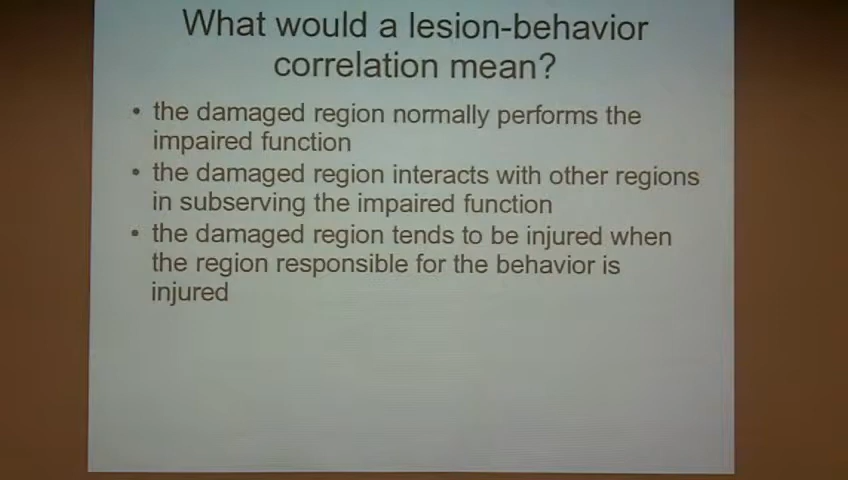 What would a lesion-behavior
correlation mean?
• the damaged region normally performs the
impaired function
• the damaged region interacts with other regions
in subserving the impaired function
• the damaged region tends to be injured when
the region responsible for the behavior is
injured